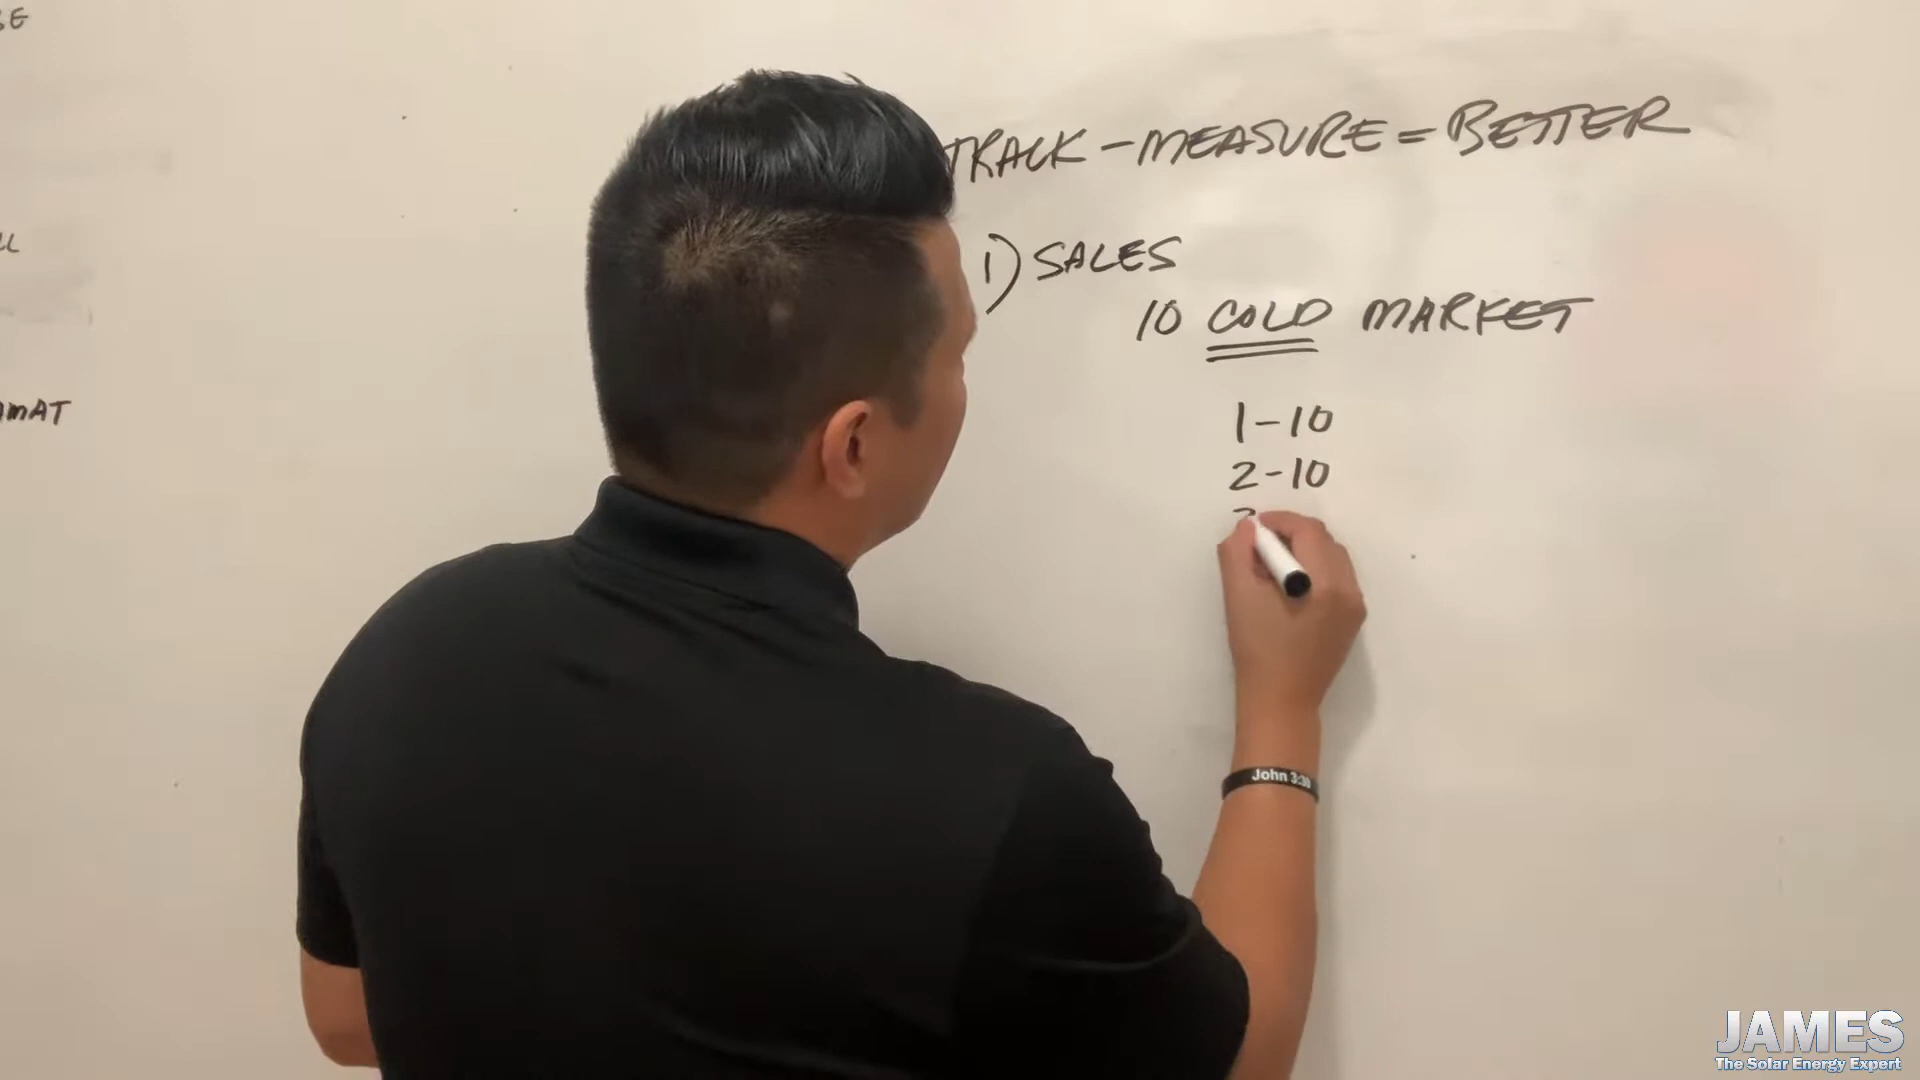 TRACK - MEASURE = BETTER
1) SALES
10 COLD MARKET
1-10
2-10
AMAT
John 3:30
JAMES
The Solar Energy Expert